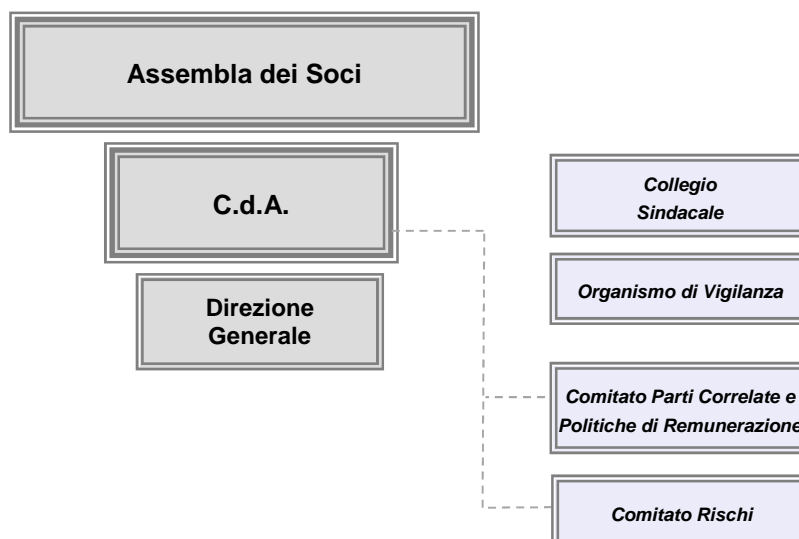 Assembla dei Soci
C.d.A.
Direzione
Generale
Collegio
Sindacale
Organismo di Vigilanza
Comitato Parti Correlate e
Politiche di Remunerazione
Comitato Rischi